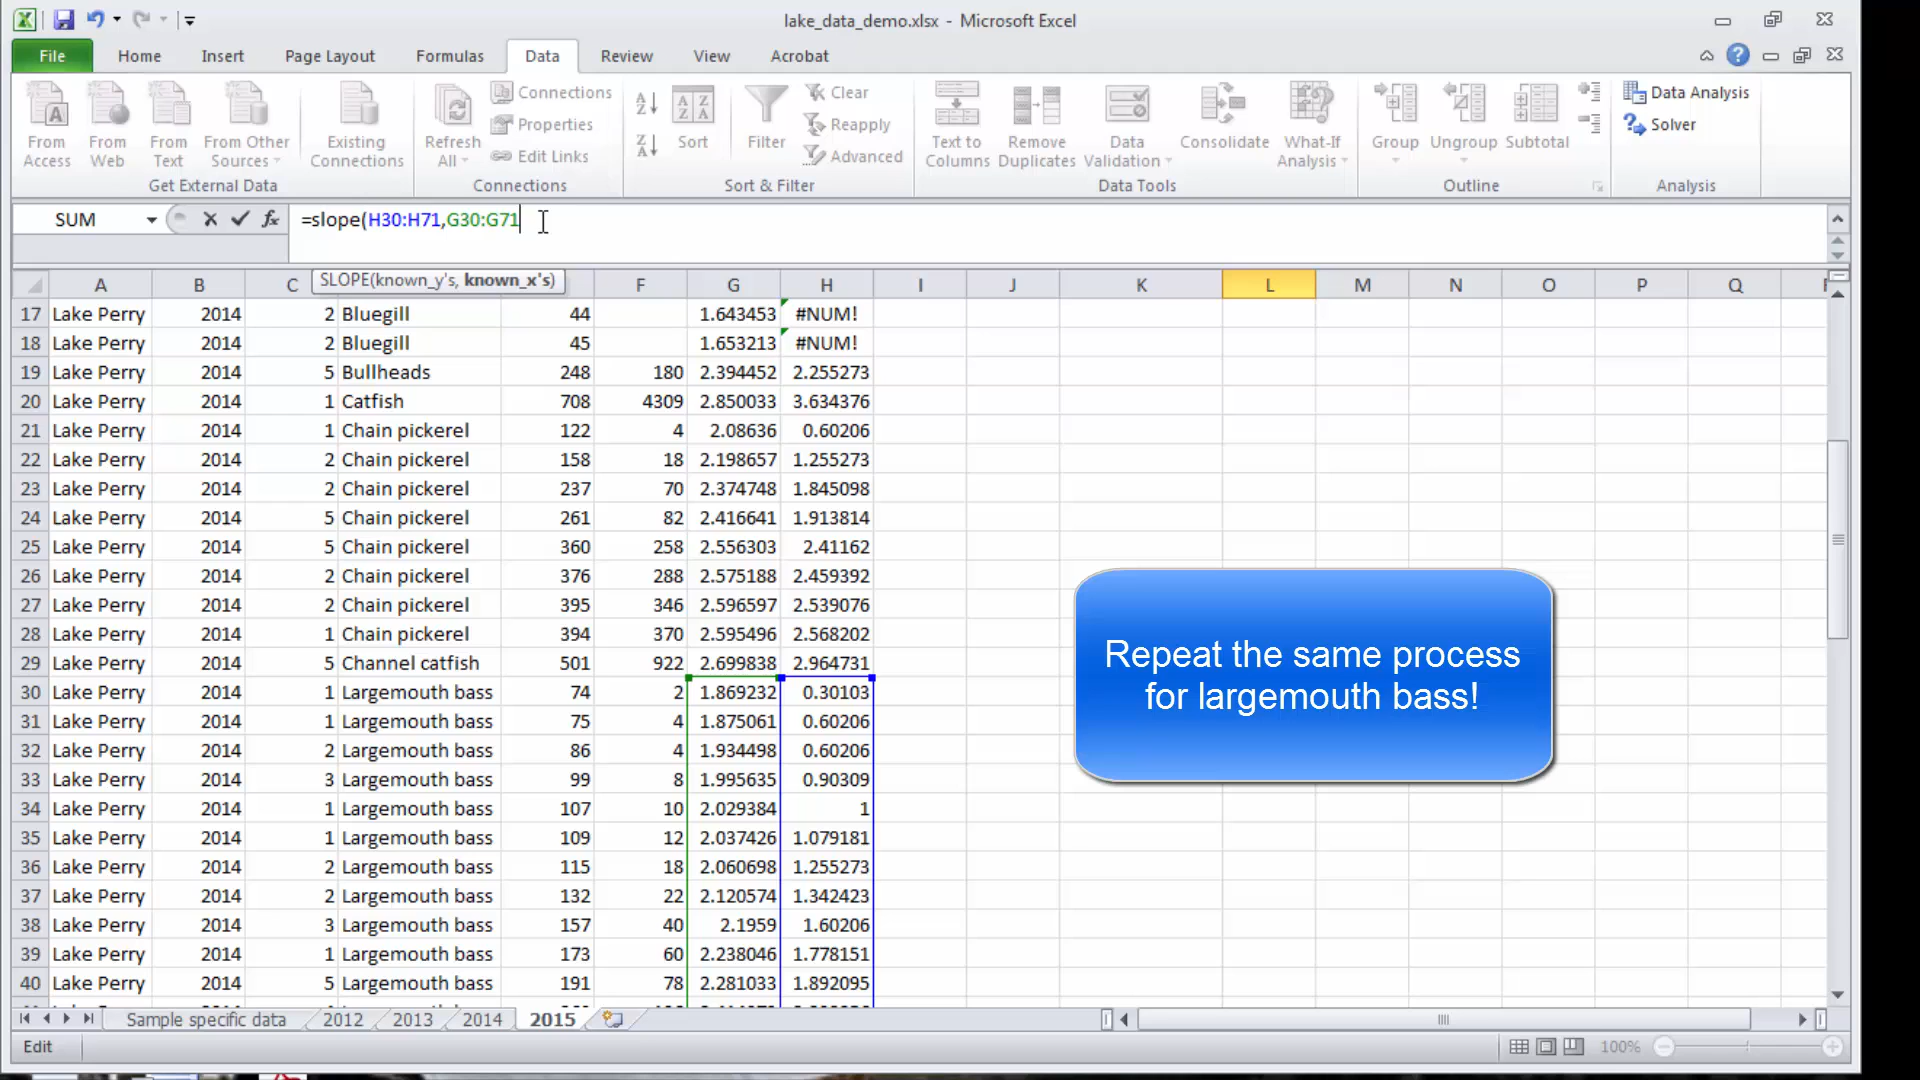 lake_data_demo.xlsx - Microsoft Excel
File Home Insert Page Layout Formulas Data Review View Acrobat
From Access From Web From Text From Other Sources Existing Connections
Get External Data
Refresh All Connections Properties Edit Links
Connections
Sort Filter Clear Reapply Advanced
Sort & Filter
Text to Columns Remove Duplicates Data Validation Consolidate What-If Analysis
Data Tools
Group Ungroup Subtotal
Outline
Data Analysis Solver
Analysis
SUM =slope(H30:H71,G30:G71
SLOPE(known_y's, known_x's)
A B C F G H I J K L M N O P Q
17 Lake Perry 2014 2 Bluegill 44 1.643453 #NUM!
18 Lake Perry 2014 2 Bluegill 45 1.653213 #NUM!
19 Lake Perry 2014 5 Bullheads 248 180 2.394452 2.255273
20 Lake Perry 2014 1 Catfish 708 4309 2.850033 3.634376
21 Lake Perry 2014 1 Chain pickerel 122 4 2.08636 0.60206
22 Lake Perry 2014 2 Chain pickerel 158 18 2.198657 1.255273
23 Lake Perry 2014 2 Chain pickerel 237 70 2.374748 1.845098
24 Lake Perry 2014 5 Chain pickerel 261 82 2.416641 1.913814
25 Lake Perry 2014 5 Chain pickerel 360 258 2.556303 2.41162
26 Lake Perry 2014 2 Chain pickerel 376 288 2.575188 2.459392
27 Lake Perry 2014 2 Chain pickerel 395 346 2.596597 2.539076
28 Lake Perry 2014 1 Chain pickerel 394 370 2.595496 2.568202
29 Lake Perry 2014 5 Channel catfish 501 922 2.699838 2.964731
30 Lake Perry 2014 1 Largemouth bass 74 2 1.869232 0.30103
31 Lake Perry 2014 1 Largemouth bass 75 4 1.875061 0.60206
32 Lake Perry 2014 2 Largemouth bass 86 4 1.934498 0.60206
33 Lake Perry 2014 3 Largemouth bass 99 8 1.995635 0.90309
34 Lake Perry 2014 1 Largemouth bass 107 10 2.029384 1
35 Lake Perry 2014 1 Largemouth bass 109 12 2.037426 1.079181
36 Lake Perry 2014 2 Largemouth bass 115 18 2.060698 1.255273
37 Lake Perry 2014 2 Largemouth bass 132 22 2.120574 1.342423
38 Lake Perry 2014 3 Largemouth bass 157 40 2.1959 1.60206
39 Lake Perry 2014 1 Largemouth bass 173 60 2.238046 1.778151
40 Lake Perry 2014 5 Largemouth bass 191 78 2.281033 1.892095
Repeat the same process
for largemouth bass!
Sample specific data 2012 2013 2014 2015
Edit 100%